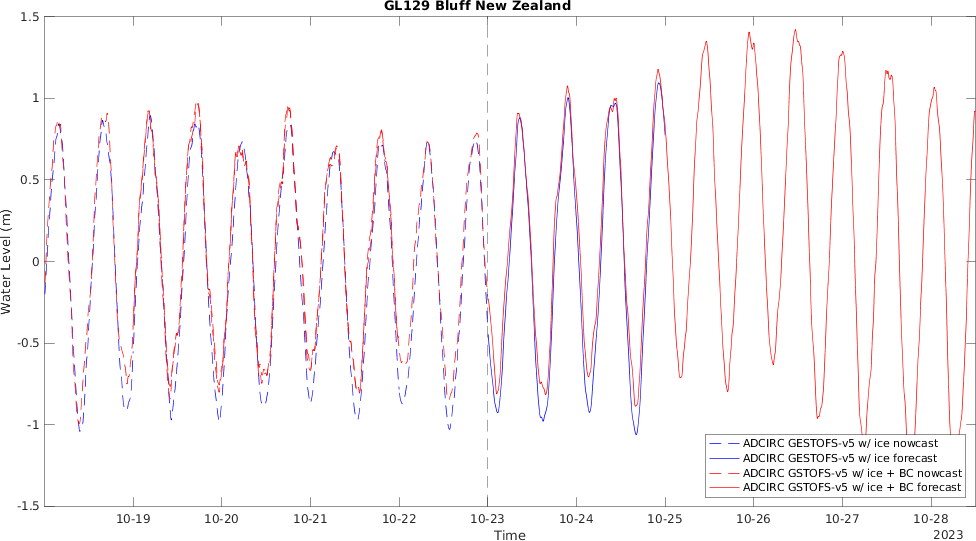 GL129 Bluff New Zealand
1.5
1
0.5
0
-0.5
-1
-1.5
Water Level (m)
ADCIRC GESTOFS-v5 w/ ice nowcast
ADCIRC GESTOFS-v5 w/ ice forecast
ADCIRC GSTOFS-v5 w/ ice + BC nowcast
ADCIRC GSTOFS-v5 w/ ice + BC forecast
10-19 10-20 10-21 10-22 10-23 10-24 10-25 10-26 10-27 10-28
Time
2023